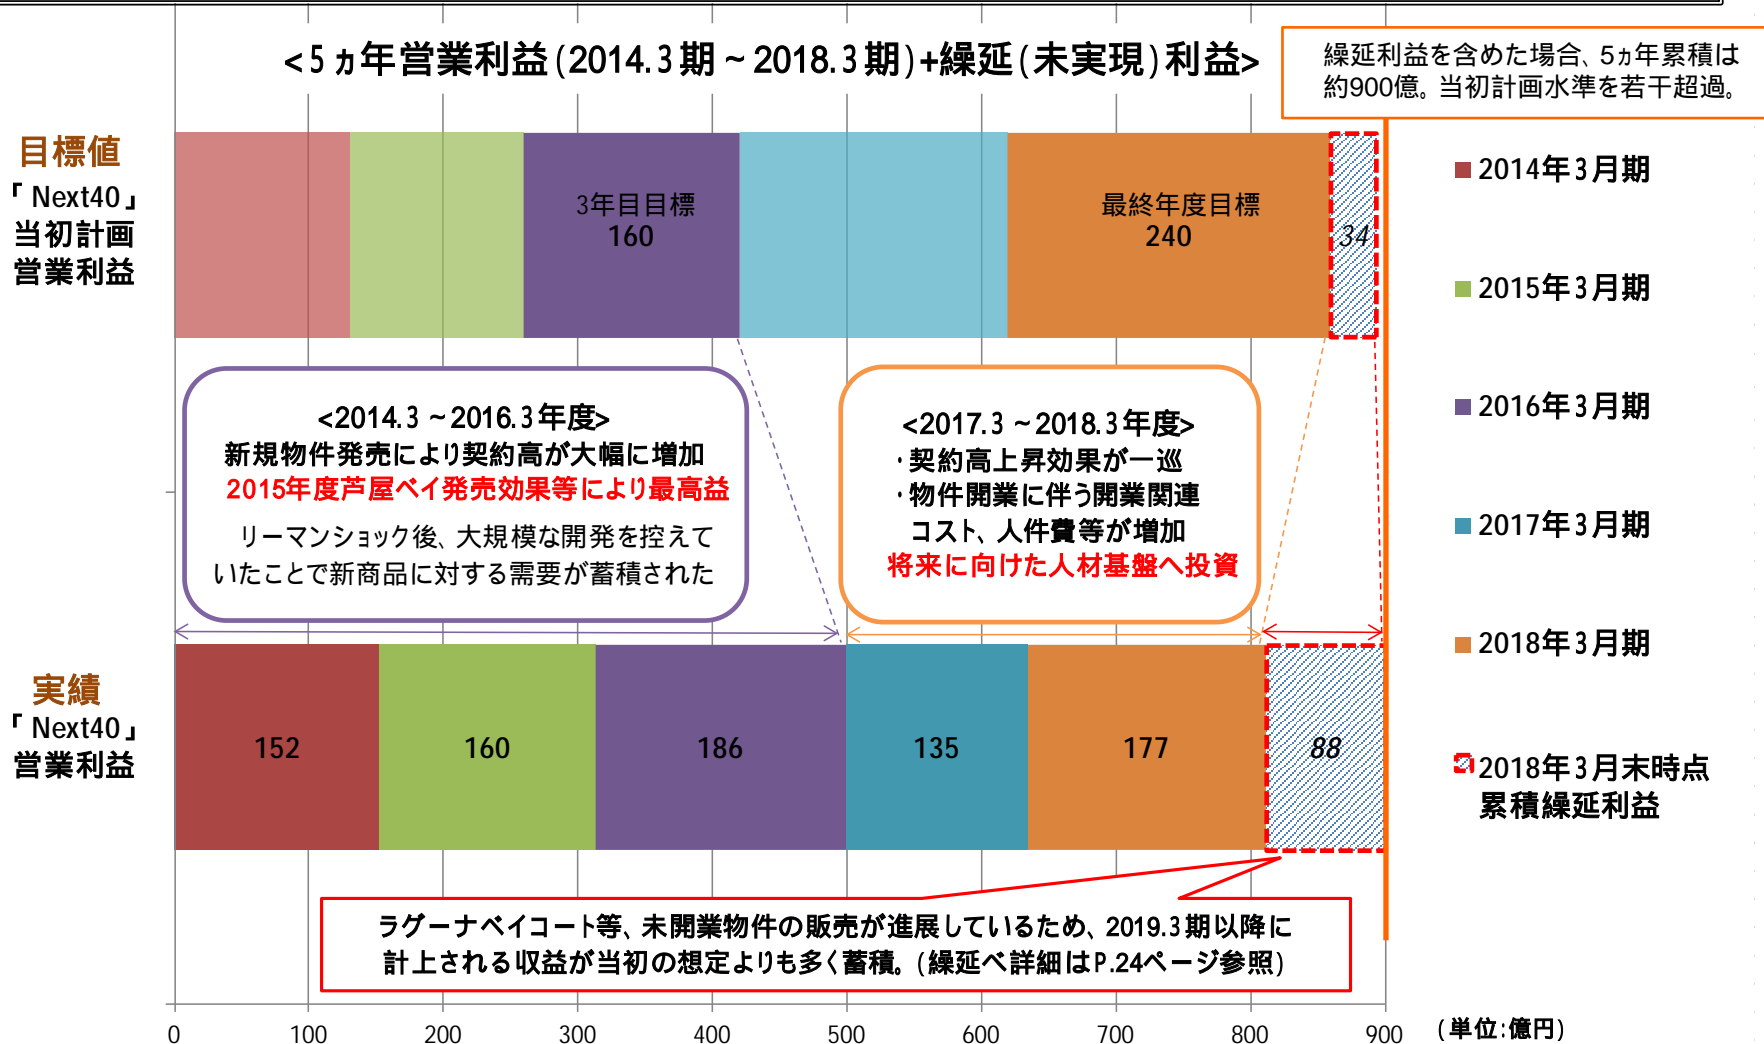 <5ヵ年営業利益(2014.3期~2018.3期)+繰延(未実現)利益>
繰延利益を含めた場合、5ヵ年累積は
約900億。当初計画水準を若干超過。
目標値
「Next40」
当初計画
営業利益
3年目目標
160
最終年度目標
240
34
2014年3月期
2015年3月期
2016年3月期
2017年3月期
2018年3月期
2018年3月末時点
累積繰延利益
<2014.3~2016.3年度>
新規物件発売により契約高が大幅に増加
2015年度芦屋ベイ発売効果等により最高益
リーマンショック後、大規模な開発を控えて
いたことで新商品に対する需要が蓄積された
<2017.3~2018.3年度>
・契約高上昇効果が一巡
・物件開業に伴う開業関連
コスト、人件費等が増加
将来に向けた人材基盤へ投資
実績
「Next40」
営業利益
152
160
186
135
177
88
ラグーナベイコート等、未開業物件の販売が進展しているため、2019.3期以降に
計上される収益が当初の想定よりも多く蓄積。(繰延べ詳細はP.24ページ参照)
0
100
200
300
400
500
600
700
800
900
(単位:億円)